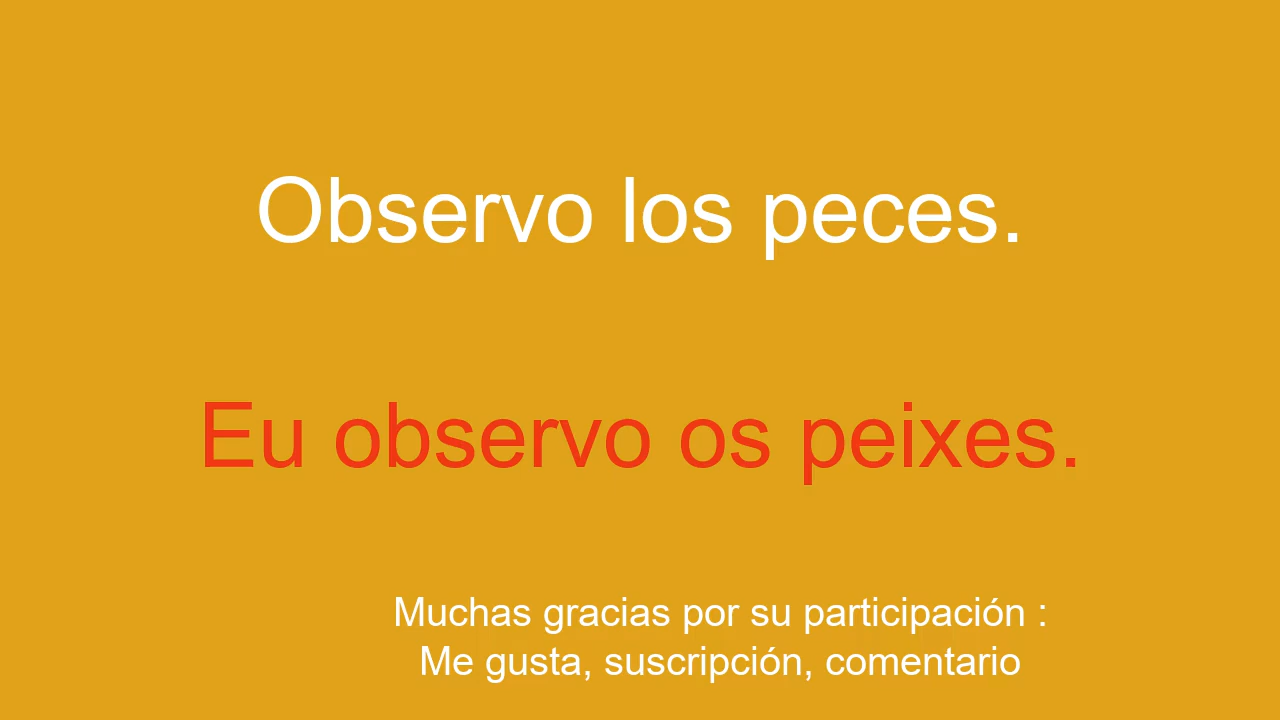 Observo los peces.
Eu observo os peixes.
Muchas gracias por su participación :
Me gusta, suscripción, comentario